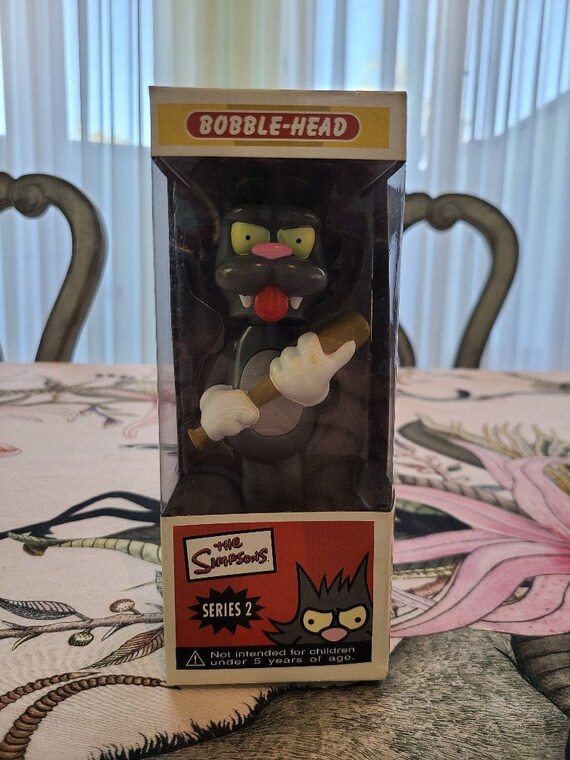 BOBBLE-HEAD
THE
SIMPSONS
SERIES 2
Not intended for children
under 5 years of age.